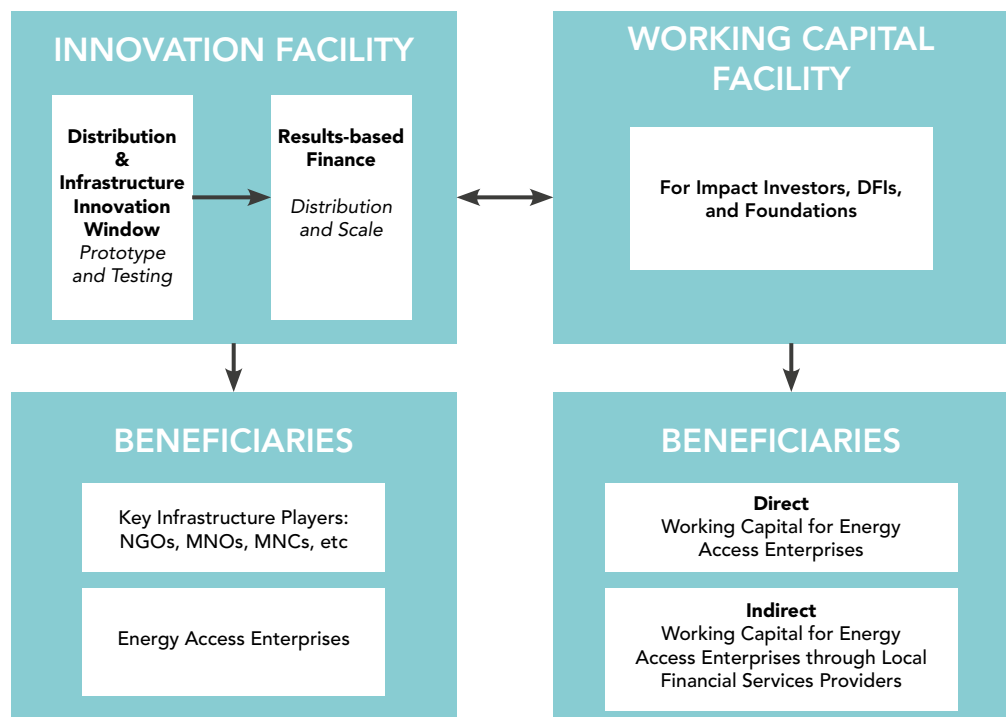 INNOVATION FACILITY
Distribution
&
Infrastructure
Innovation
Window
Prototype
and Testing
Results-based
Finance
Distribution
and Scale
WORKING CAPITAL
FACILITY
For Impact Investors, DFIs,
and Foundations
BENEFICIARIES
Key Infrastructure Players:
NGOs, MNOs, MNCs, etc
Energy Access Enterprises
BENEFICIARIES
Direct
Working Capital for Energy
Access Enterprises
Indirect
Working Capital for Energy
Access Enterprises through Local
Financial Services Providers